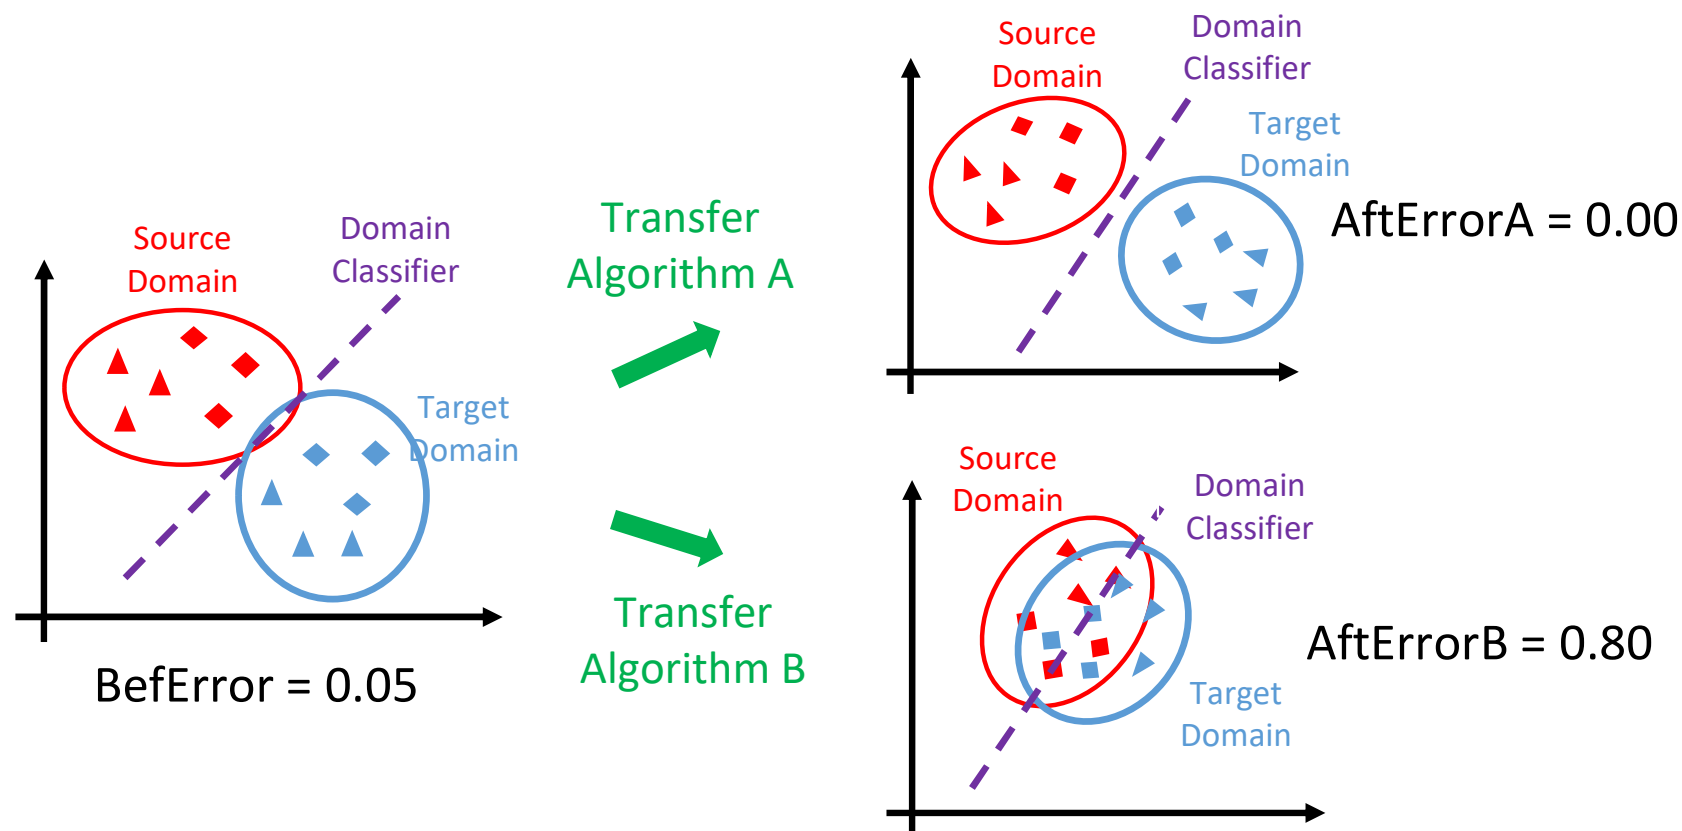 Source
Domain
Domain
Classifier
Target
Domain
BefError = 0.05
Transfer
Algorithm A
Transfer
Algorithm B
Source
Domain
Domain
Classifier
Target
Domain
AftErrorA = 0.00
Source
Domain
Domain
Classifier
Target
Domain
AftErrorB = 0.80